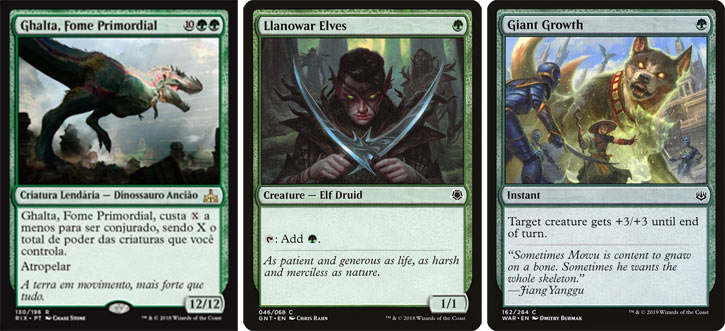 Ghalta, Fome Primordial 10
Criatura Lendária — Dinossauro Ancião
Ghalta, Fome Primordial, custa X a
menos para ser conjurado, sendo X o
total de poder das criaturas que você
controla.
Atropelar
A terra em movimento, mais forte que
tudo.
12/12
130/196 R
RIX • PT CHASE STONE
™ & © 2018 Wizards of the Coast
Llanowar Elves
Creature — Elf Druid
: Add .
As patient and generous as life, as harsh
and merciless as nature.
1/1
046/068 C
GNT • EN CHRIS RAHN
™ & © 2018 Wizards of the Coast
Giant Growth
Instant
Target creature gets +3/+3 until end
of turn.
"Sometimes Mowu is content to gnaw
on a bone. Sometimes he wants the
whole skeleton."
—Jiang Yanggu
162/264 C
WAR • EN DMITRY BURMAK
™ & © 2019 Wizards of the Coast